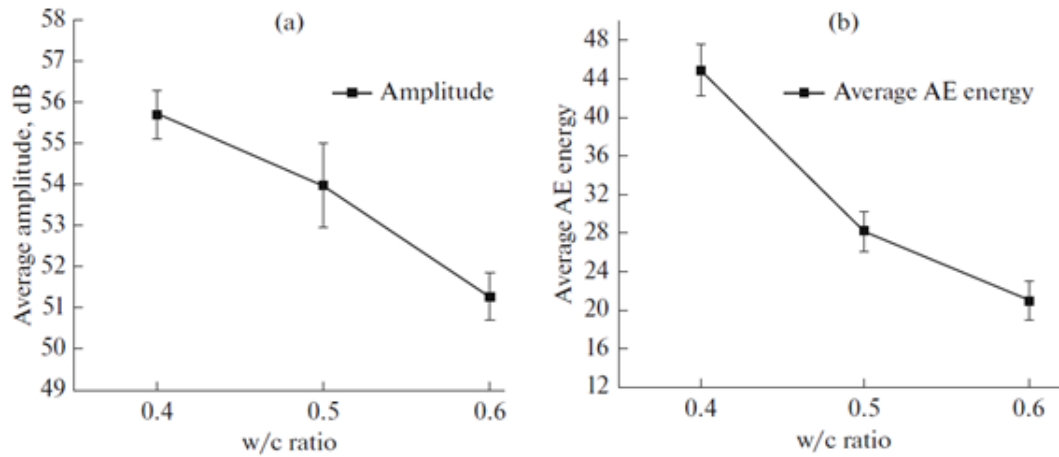 (a)
58
57
56
55
54
53
51
51
50
49
Average amplitude, dB
Amplitude
0.4 0.5 0.6
w/c ratio
(b)
48
44
40
36
32
28
24
20
16
12
Average AE energy
Average AE energy
0.4 0.5 0.6
w/c ratio